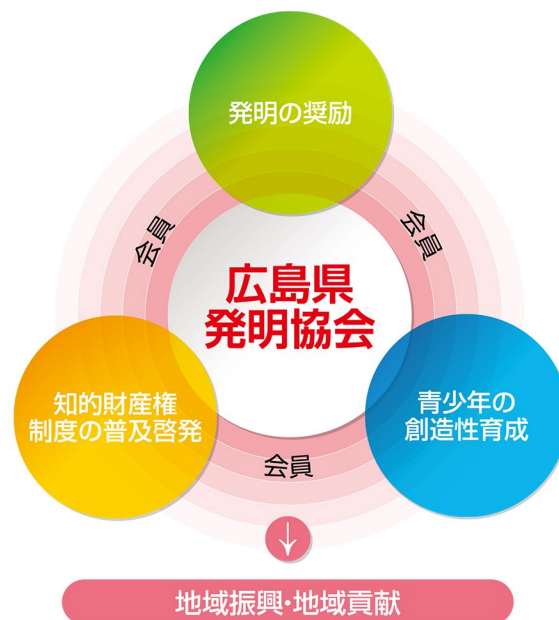 発明の奨励
会員
会員
広島県
発明協会
知的財産権
制度の普及啓発
青少年の
創造性育成
会員
↓
地域振興・地域貢献